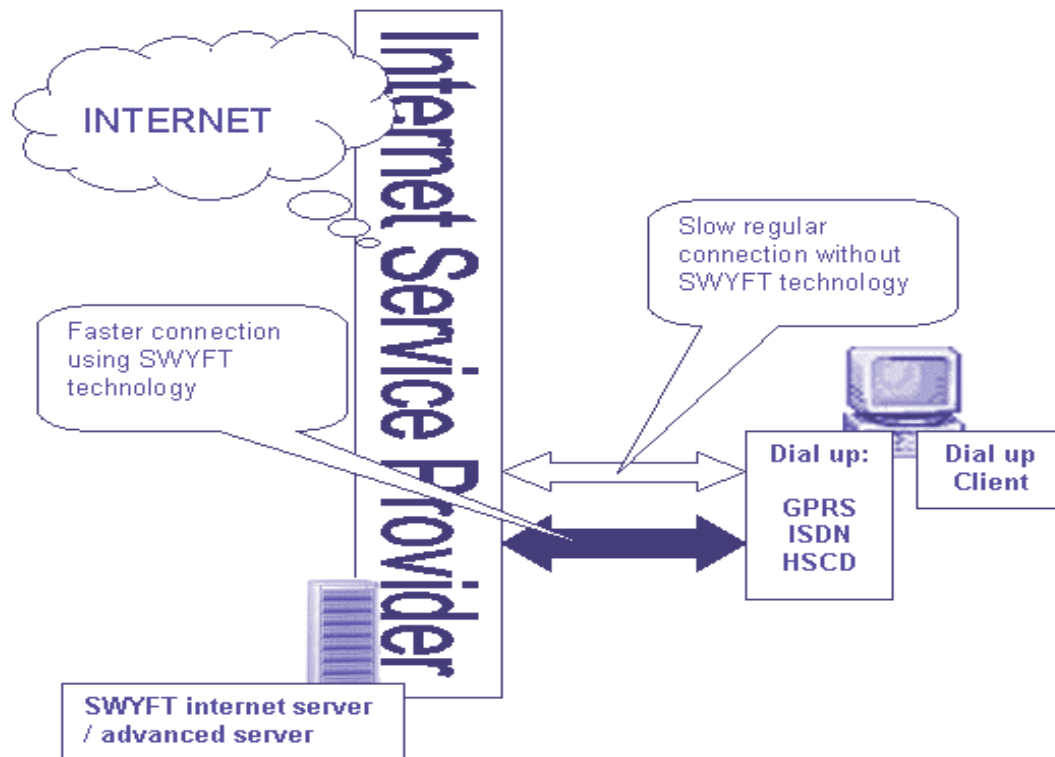 INTERNET
Internet Service Provider
Slow regular
connection without
SWYFT technology
Faster connection
using SWYFT
technology
Dial up:
GPRS
ISDN
HSCD
Dial up
Client
SWYFT internet server
/ advanced server